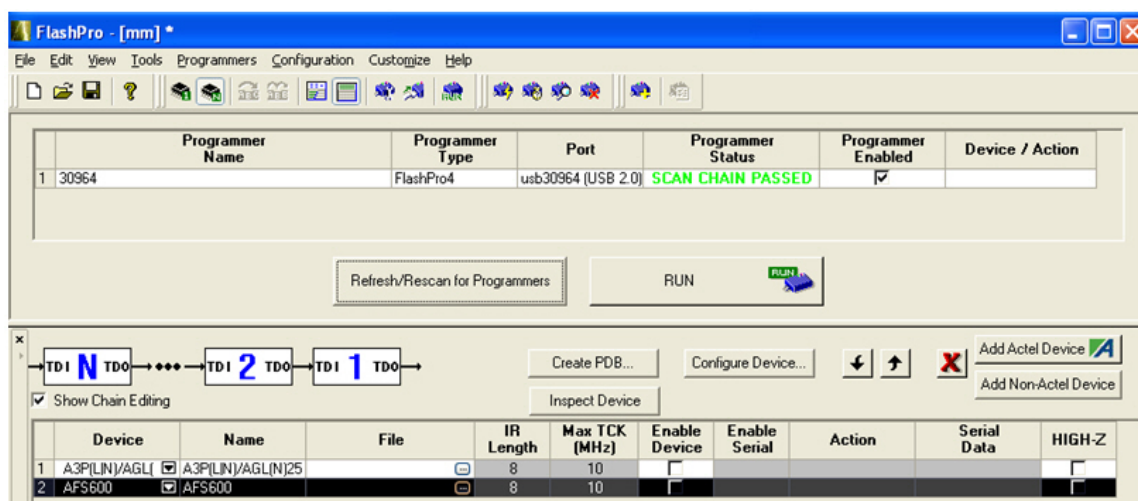 FlashPro - [mm] *
File Edit View Tools Programmers Configuration Customize Help
Programmer Name Programmer Type Port Programmer Status Programmer Enabled Device / Action
1 30964 FlashPro4 usb30964 (USB 2.0) SCAN CHAIN PASSED
Refresh/Rescan for Programmers RUN RUN
TDI N TDO TDI 2 TDO TDI 1 TDO
Create PDB... Configure Device... Add Actel Device
Show Chain Editing Inspect Device Add Non-Actel Device
Device Name File IR Length Max TCK (MHz) Enable Device Enable Serial Action Serial Data HIGH-Z
1 A3P(L|N)/AGL( A3P(L|N)/AGL(N)25 8 10
2 AFS600 AFS600 8 10